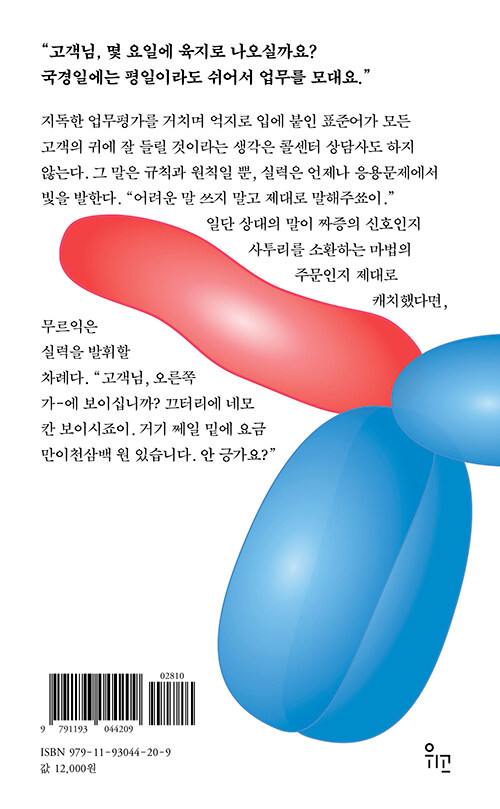 “고객님, 몇 요일에 육지로 나오실까요?
국경일에는 평일이라도 쉬어서 업무를 모대요.”
지독한 업무평가를 거치며 억지로 입에 붙인 표준어가 모든
고객의 귀에 잘 들릴 것이라는 생각은 콜센터 상담사도 하지
않는다. 그 말은 규칙과 원칙일 뿐, 실력은 언제나 응용문제에서
빛을 발한다. “어려운 말 쓰지 말고 제대로 말해주쑈이.”
일단 상대의 말이 짜증의 신호인지
사투리를 소환하는 마법의
주문인지 제대로
캐치했다면,
무르익은
실력을 발휘할
차례다. “고객님, 오른쪽
가-에 보이십니까? 끄터리에 네모
칸 보이시죠이. 거기 쩨일 밑에 요금
만이천삼백 원 있습니다. 안 긍가요?”
02810
9 791193 044209
ISBN 979-11-93044-20-9
값 12,000원
위고